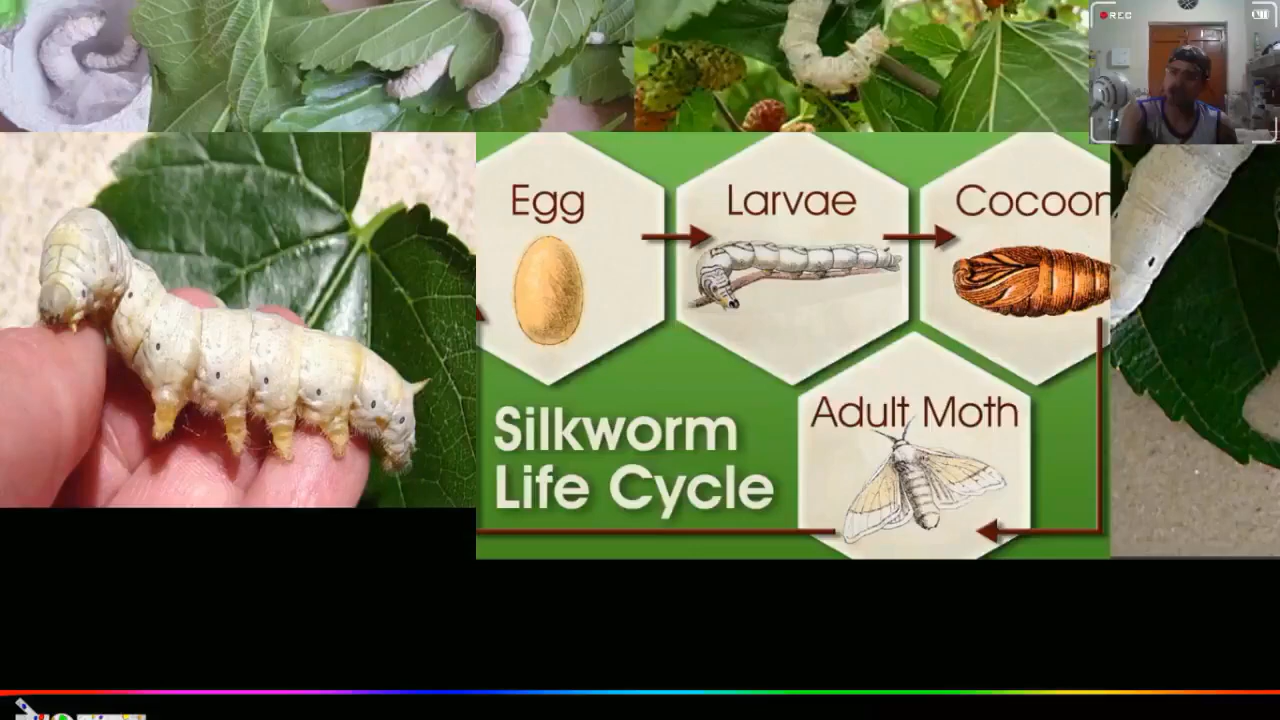 REC
Egg
Larvae
Cocoon
Adult Moth
Silkworm
Life Cycle